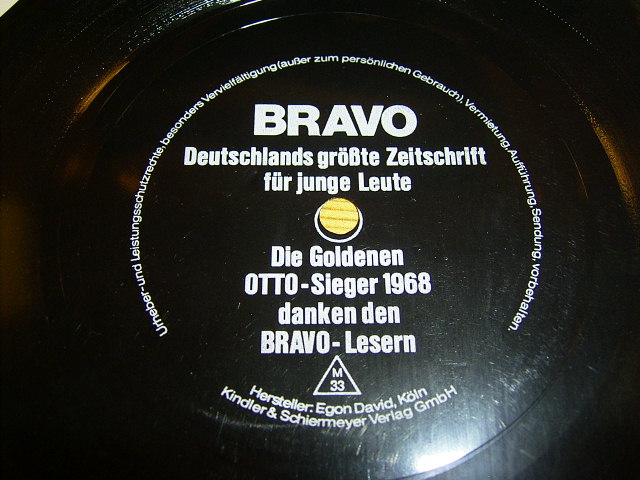 Urheber- und Leistungsschutzrechte, besonders Vervielfältigung (außer zum persönlichen Gebrauch), Vermietung, Aufführung, Sendung, vorbehalten.
BRAVO
Deutschlands größte Zeitschrift
für junge Leute
Die Goldenen
OTTO-Sieger 1968
danken den
BRAVO-Lesern
M
33
Hersteller: Egon David, Köln
Kindler & Schiermeyer Verlag GmbH